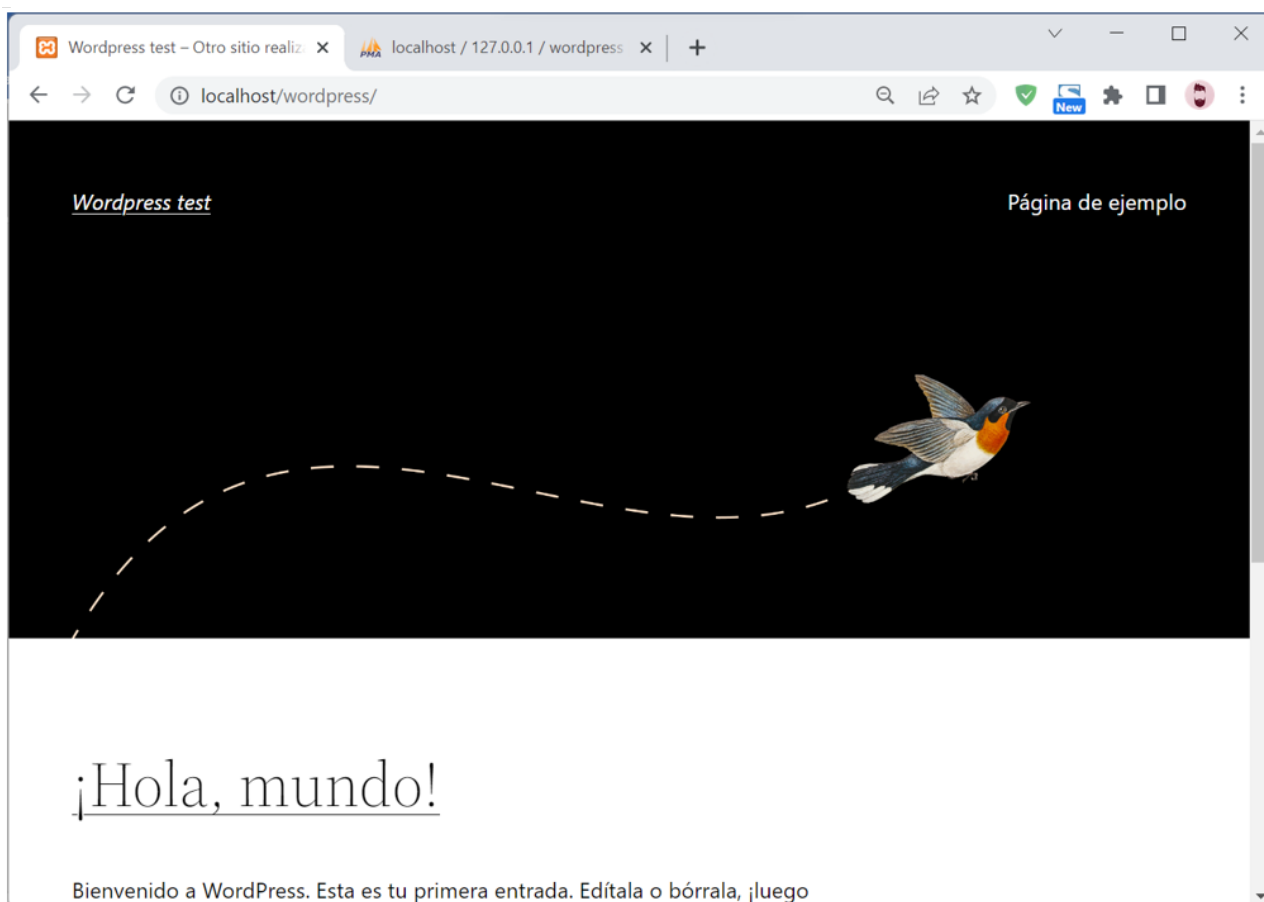 Wordpress test – Otro sitio realiz
PMA localhost / 127.0.0.1 / wordpress
localhost/wordpress/
New
Wordpress test
Página de ejemplo
¡Hola, mundo!
Bienvenido a WordPress. Esta es tu primera entrada. Edítala o bórrala, ¡luego